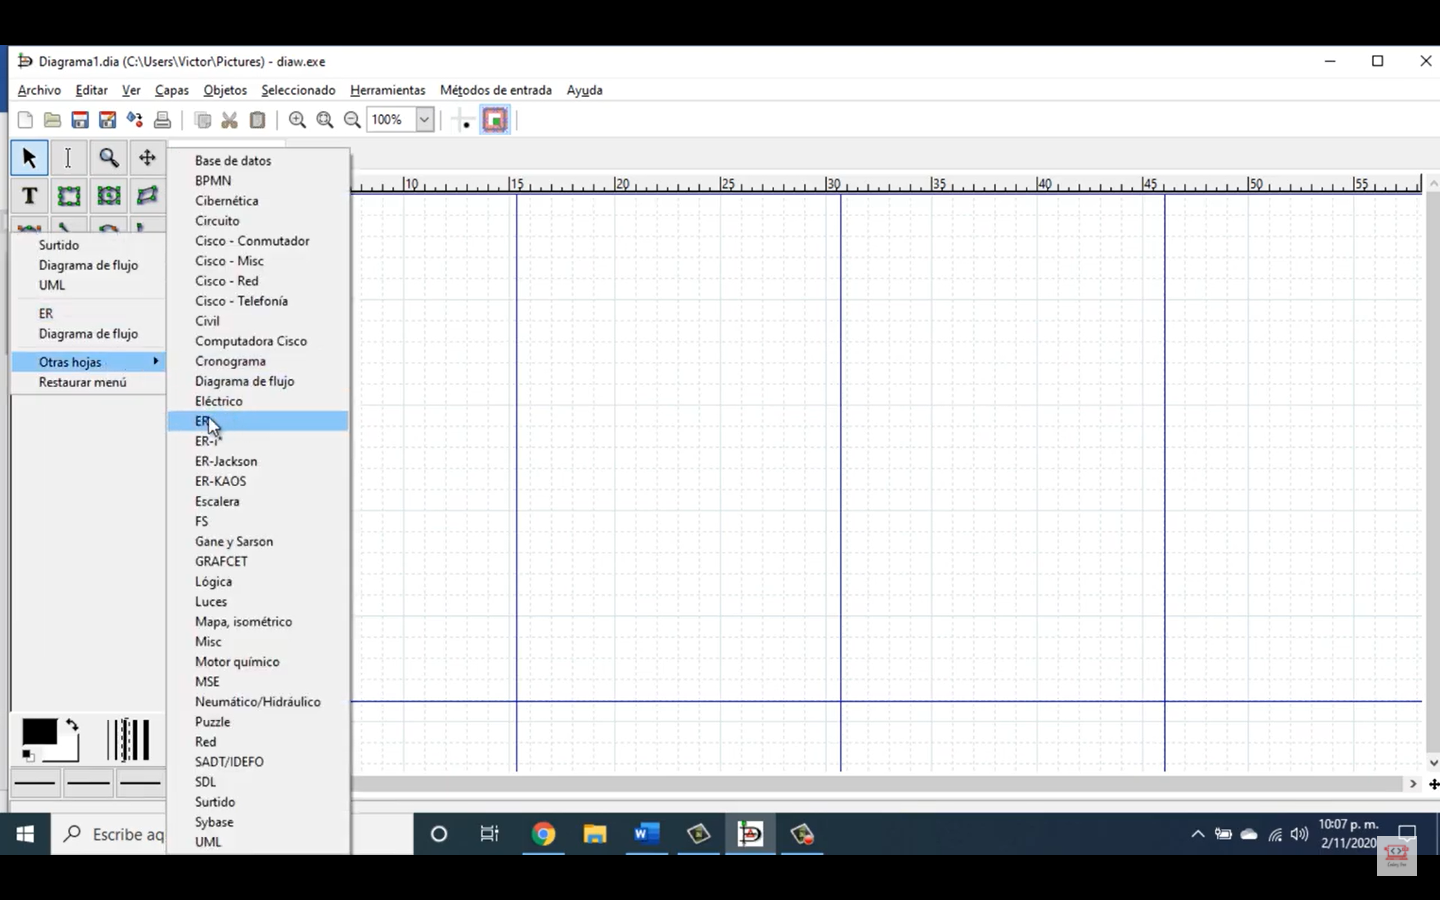 Diagrama1.dia (C:\Users\Victor\Pictures) - diaw.exe
Archivo Editar Ver Capas Objetos Seleccionado Herramientas Métodos de entrada Ayuda
100%
T
10 15 20 25 30 35 40 45 50 55
Surtido
Diagrama de flujo
UML
ER
Diagrama de flujo
Otras hojas
Restaurar menú
Base de datos
BPMN
Cibernética
Circuito
Cisco - Conmutador
Cisco - Misc
Cisco - Red
Cisco - Telefonía
Civil
Computadora Cisco
Cronograma
Diagrama de flujo
Eléctrico
ER
ER-i*
ER-Jackson
ER-KAOS
Escalera
FS
Gane y Sarson
GRAFCET
Lógica
Luces
Mapa, isométrico
Misc
Motor químico
MSE
Neumático/Hidráulico
Puzzle
Red
SADT/IDEFO
SDL
Surtido
Sybase
UML
Escribe aq
10:07 p. m.
2/11/2020